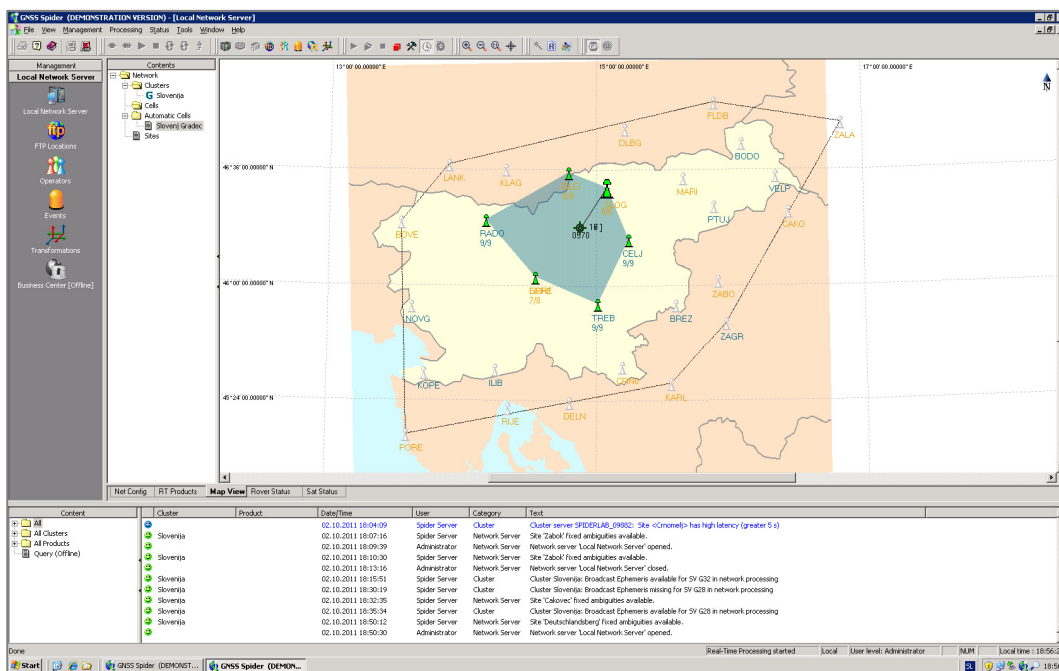 GNSS Spider (DEMONSTRATION VERSION) - [Local Network Server]
File View Management Processing Status Tools Window Help
Management
Local Network Server
Local Network Server
FTP Locations
Operators
Events
Transformations
Business Center [Offline]
Contents
Network
Clusters
G Slovenija
Cells
Automatic Cells
Slovenj Gradec
Sites
13°00' 00.00000" E 15°00' 00.00000" E 17°00' 00.00000" E
N
FLDB
ZALA
DLBG
BODO
46°36' 00.00000" N
LANK
KLAG
MARI
VELP
PTUJ
CAKO
BOVE
RADO
9/9
0970
CELJ
9/9
46°00' 00.00000" N
7/8
ZABO
NOVG
TREB
9/9
BREZ
ZAGR
KOPE
ILIB
45°24' 00.00000" N
KARL
RIJE
DELN
PORE
Net Config RT Products Map View Rover Status Sat Status
Content
All
All Clusters
All Products
Query (Offline)
Cluster Product Date/Time User Category Text
02.10.2011 18:04:09 Spider Server Cluster Cluster server SPIDERLAB_09882: Site <Crnomelj> has high latency (greater 5 s)
Slovenija 02.10.2011 18:07:16 Spider Server Network Server Site 'Zabok' fixed ambiguities available.
02.10.2011 18:09:39 Administrator Network Server Network server 'Local Network Server' opened.
Slovenija 02.10.2011 18:10:30 Spider Server Network Server Site 'Zabok' fixed ambiguities available.
02.10.2011 18:13:16 Administrator Network Server Network server 'Local Network Server' closed.
Slovenija 02.10.2011 18:15:51 Spider Server Cluster Cluster Slovenija: Broadcast Ephemeris available for SV G32 in network processing
Slovenija 02.10.2011 18:30:19 Spider Server Cluster Cluster Slovenija: Broadcast Ephemeris missing for SV G28 in network processing
Slovenija 02.10.2011 18:32:35 Spider Server Network Server Site 'Cakovec' fixed ambiguities available.
Slovenija 02.10.2011 18:35:34 Spider Server Cluster Cluster Slovenija: Broadcast Ephemeris available for SV G28 in network processing
Slovenija 02.10.2011 18:50:12 Spider Server Network Server Site 'Deutschlandsberg' fixed ambiguities available.
02.10.2011 18:50:30 Administrator Network Server Network server 'Local Network Server' opened.
Done Real-Time Processing started Local User level: Administrator NUM Local time : 18:56:
Start GNSS Spider (DEMONST... GNSS Spider (DEMON... SL